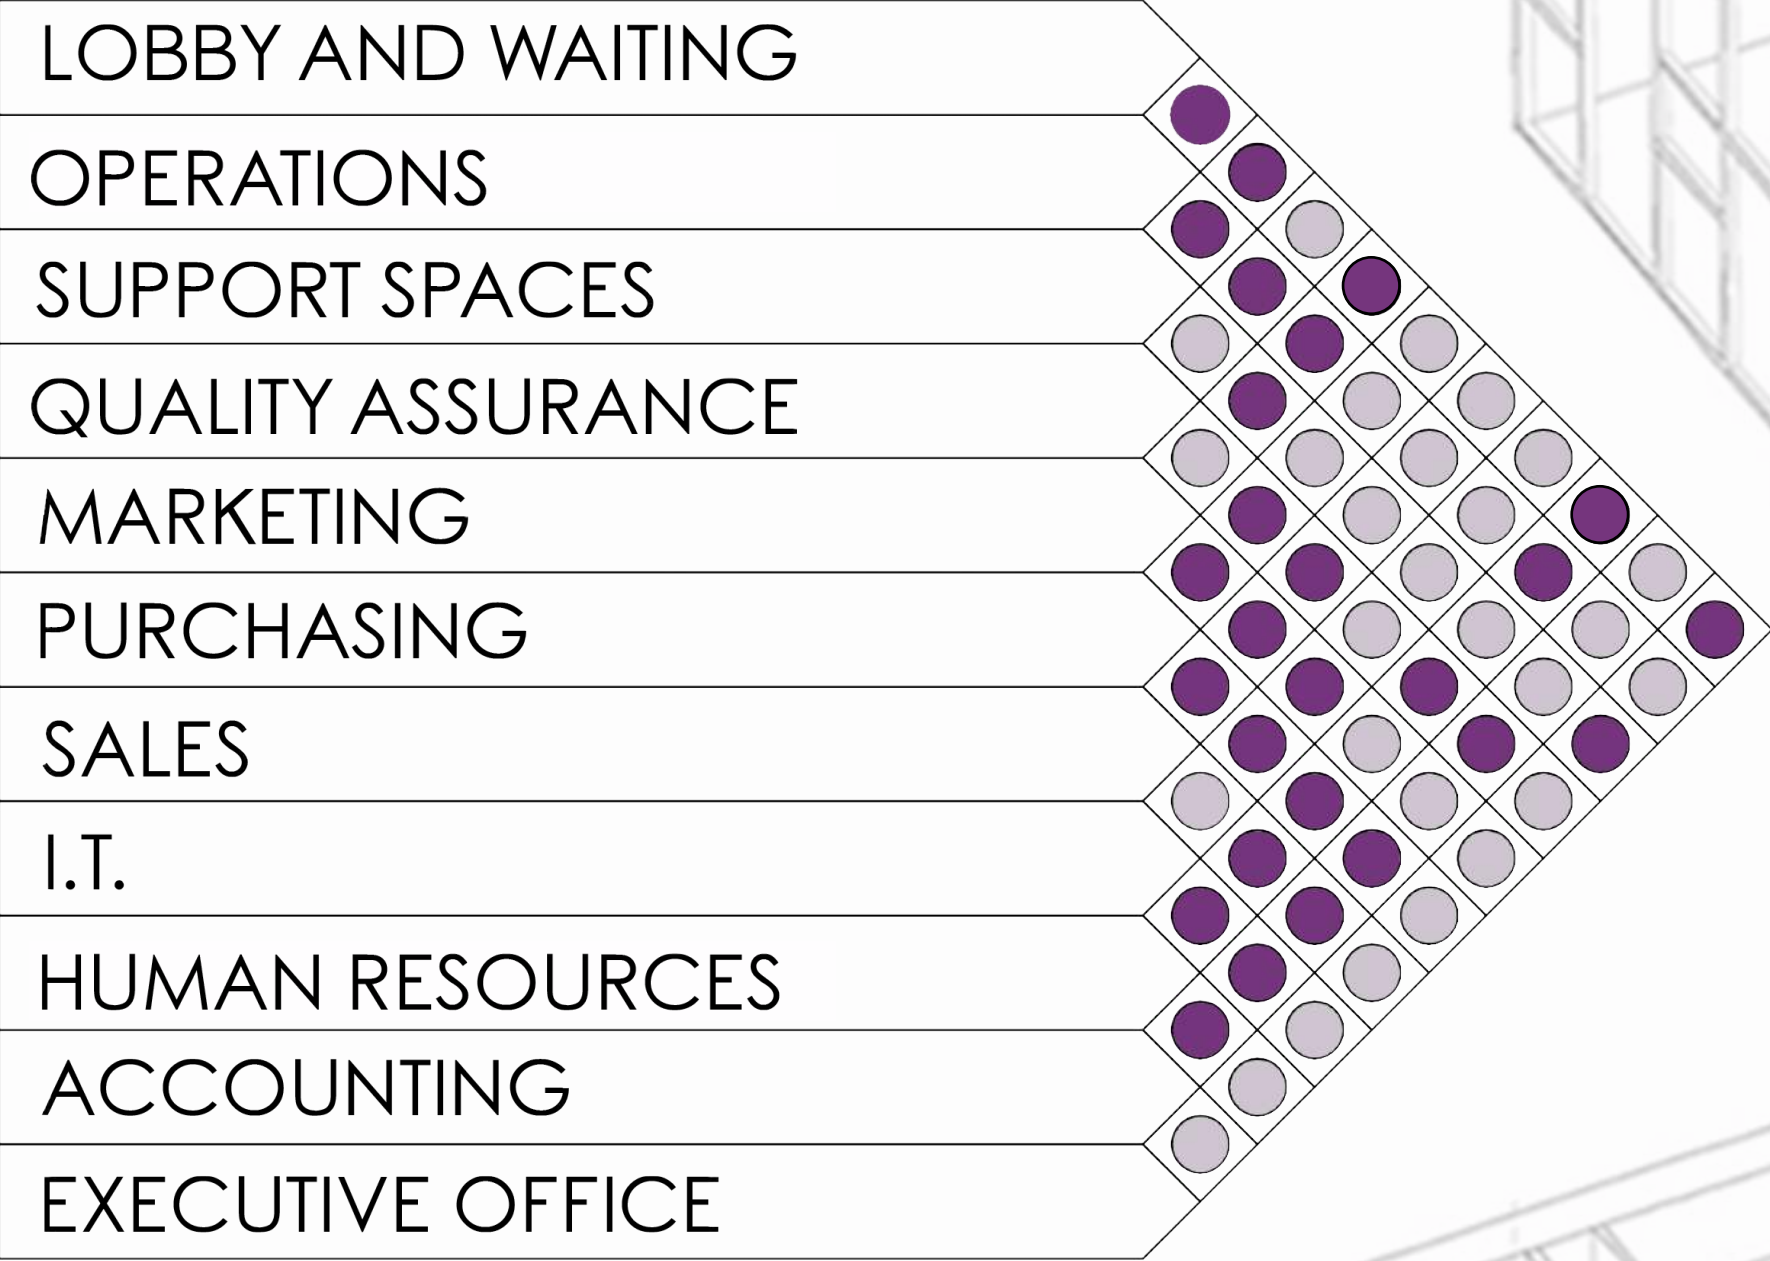 LOBBY AND WAITING
OPERATIONS
SUPPORT SPACES
QUALITY ASSURANCE
MARKETING
PURCHASING
SALES
I.T.
HUMAN RESOURCES
ACCOUNTING
EXECUTIVE OFFICE